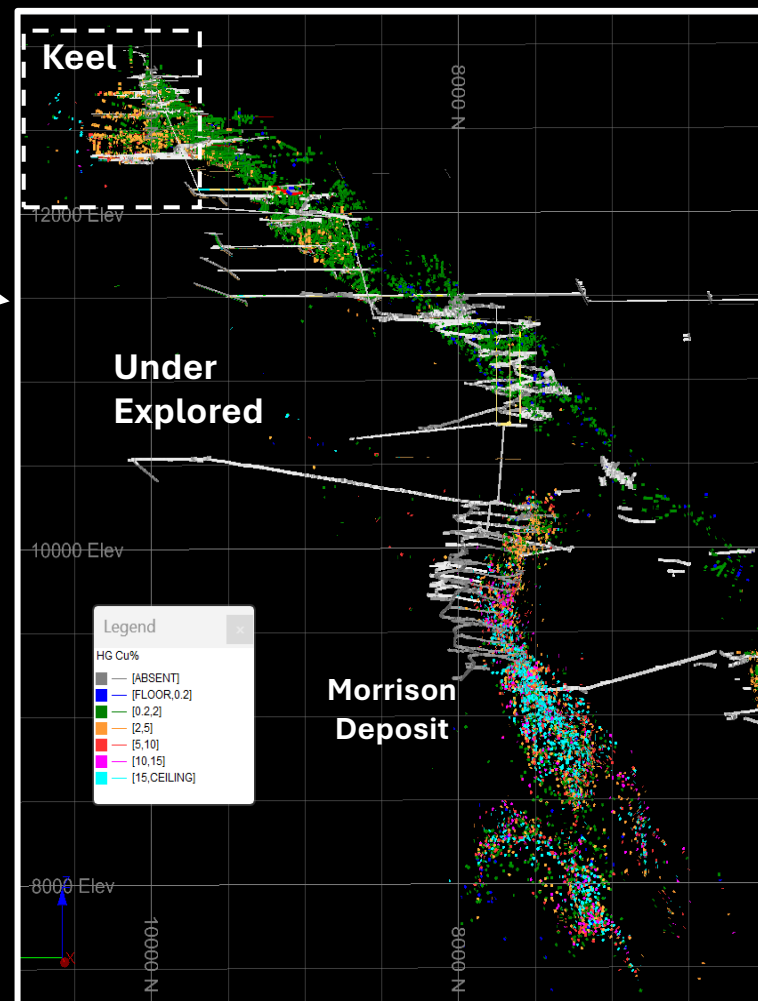 Keel
8000 N
12000 Elev
Under
Explored
10000 Elev
Legend
x
HG Cu%
[ABSENT]
[FLOOR,0.2]
[0.2,2]
[2,5]
[5,10]
[10,15]
[15,CEILING]
Morrison
Deposit
8000 Elev
10000 N
8000 N
X